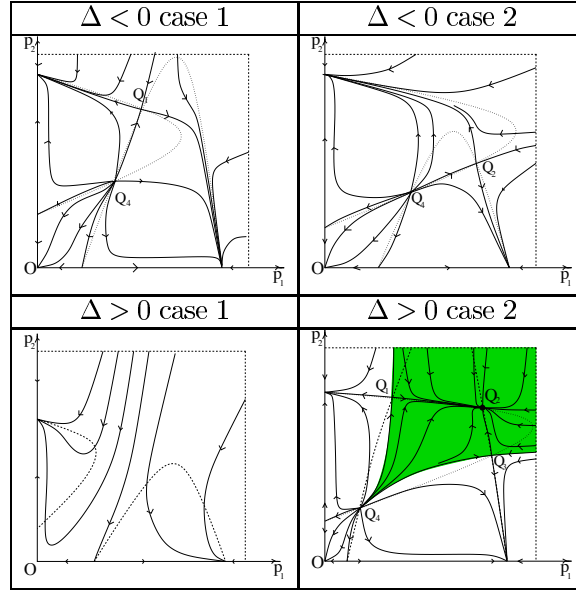 Δ < 0 case 1
Δ < 0 case 2
p₂
Q₁
Q₄
O
p₁
p₂
Q₂
Q₄
O
p₁
Δ > 0 case 1
Δ > 0 case 2
p₂
O
p₁
p₂
Q₁
Q₂
Q₃
Q₄
O
p₁